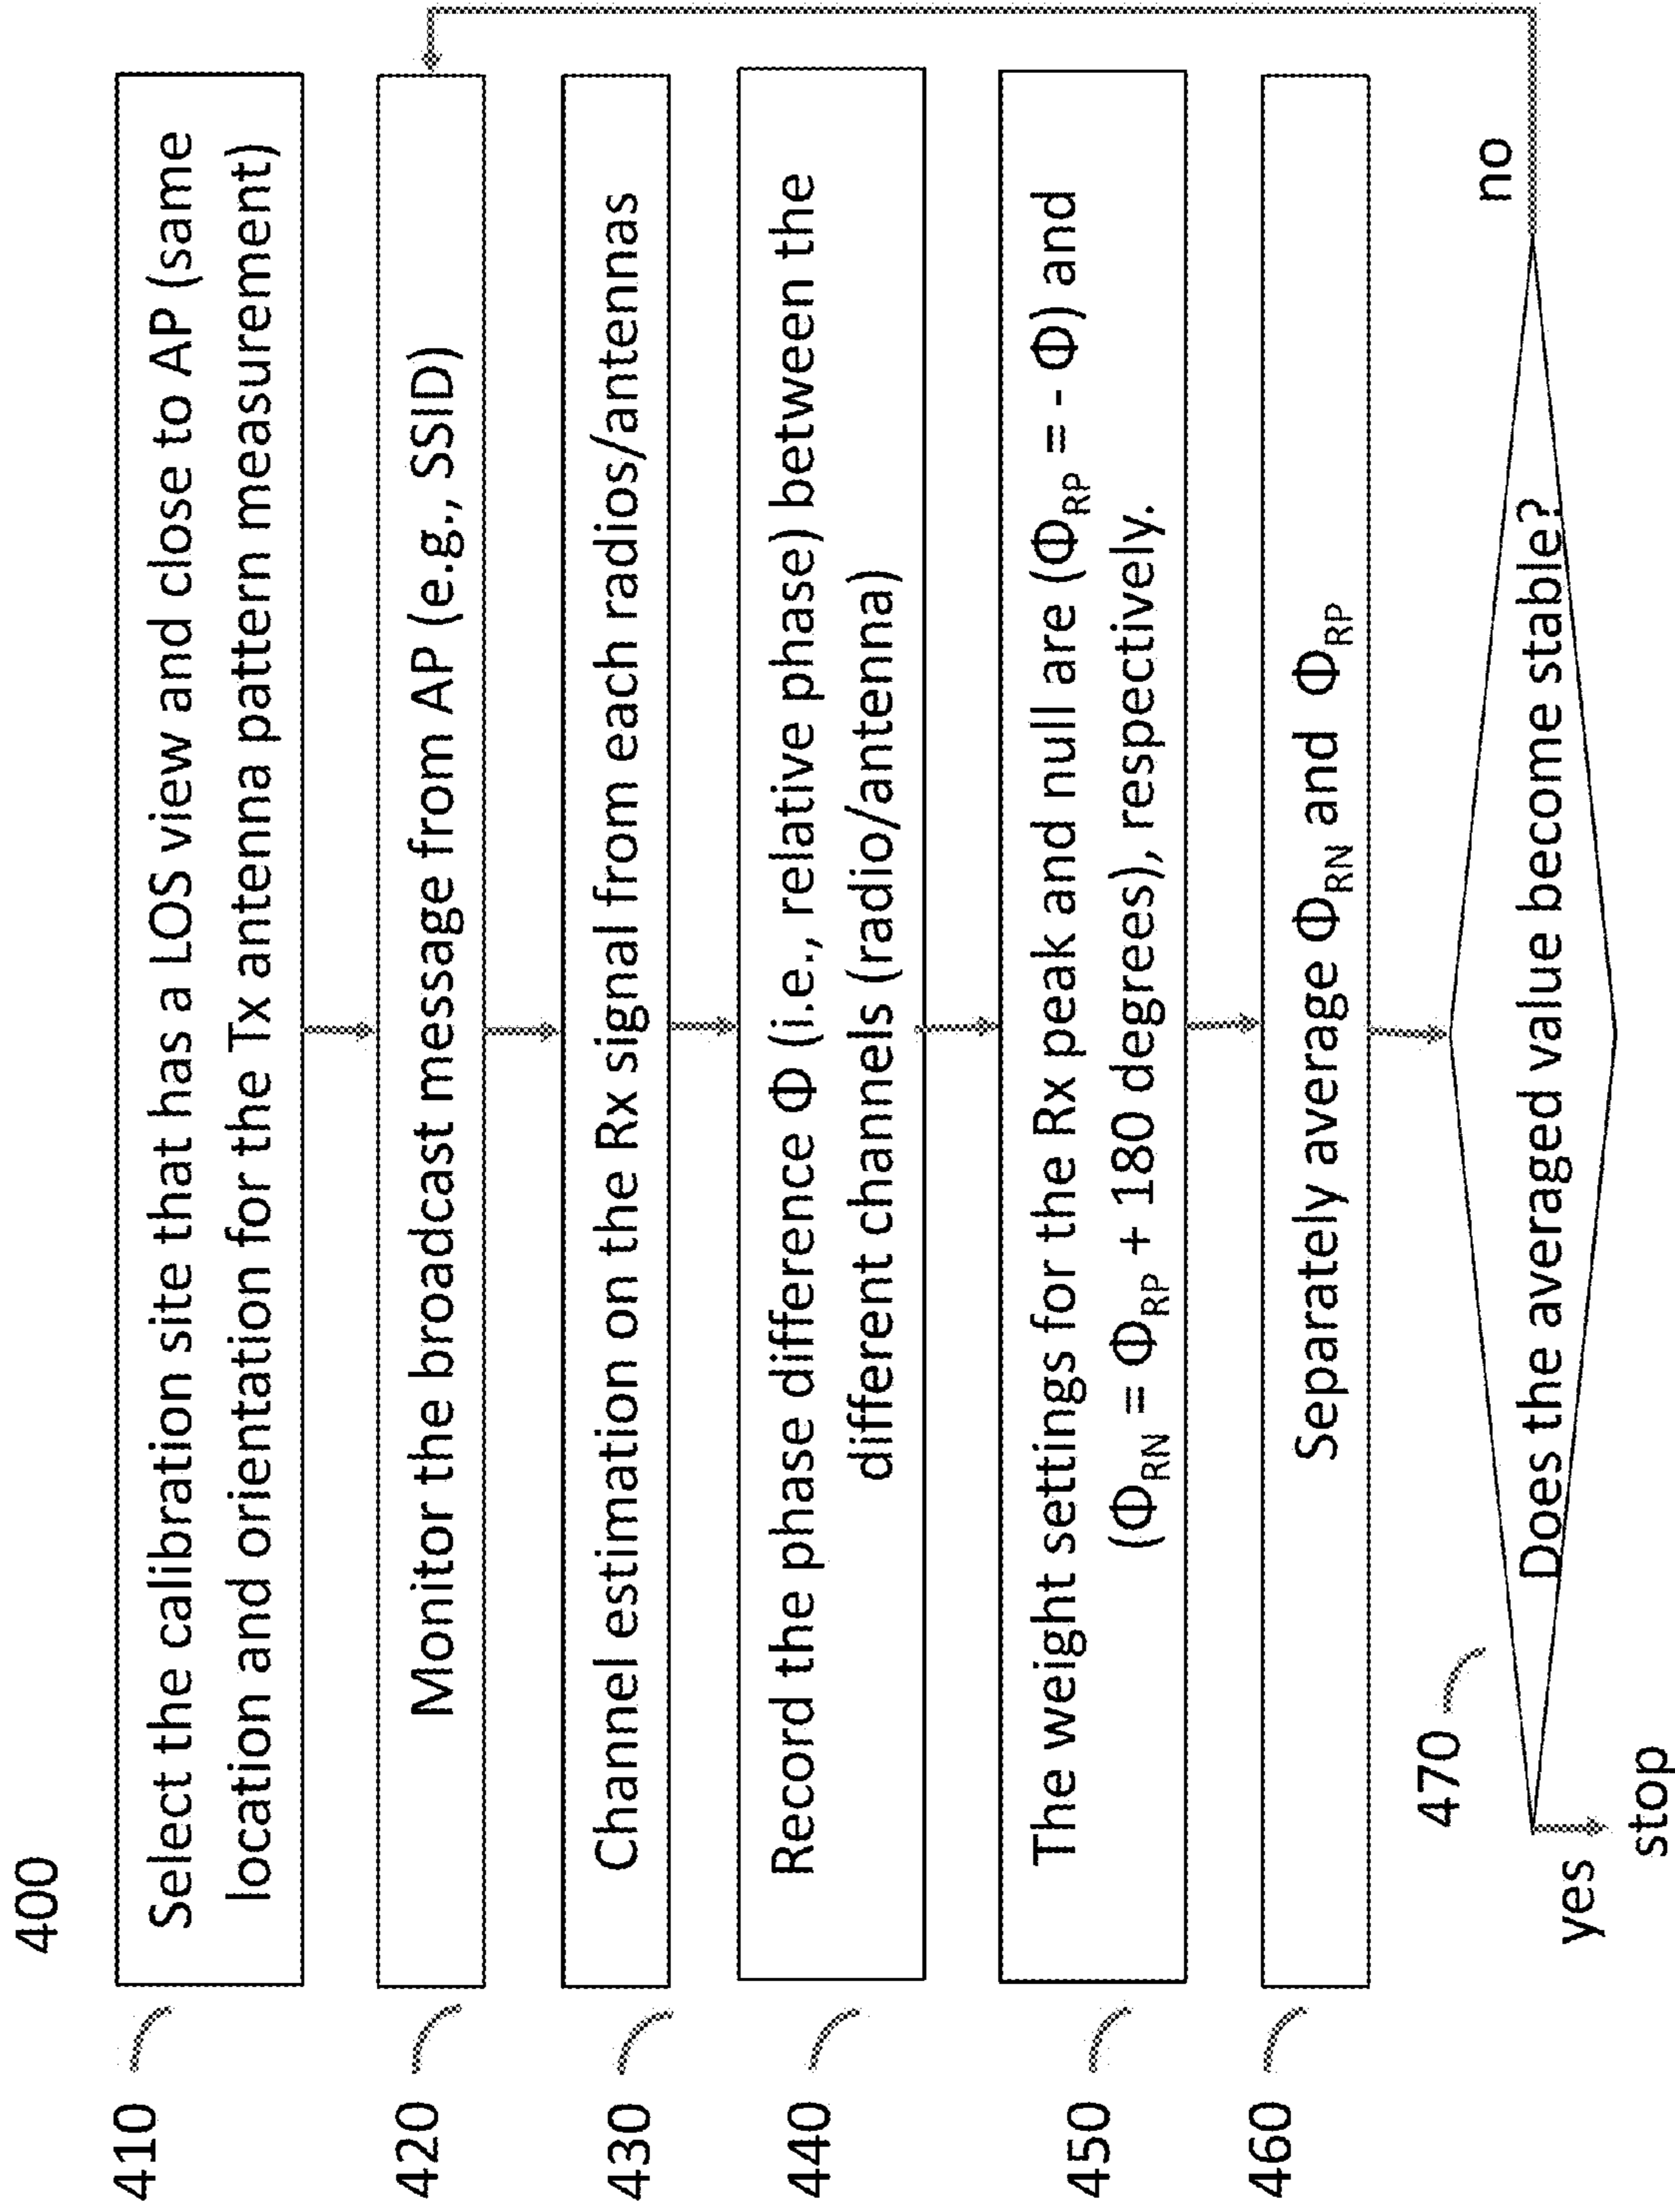 400
410
Select the calibration site that has a LOS view and close to AP (same
location and orientation for the Tx antenna pattern measurement)
420
Monitor the broadcast message from AP (e.g., SSID)
430
Channel estimation on the Rx signal from each radios/antennas
440
Record the phase difference Φ (i.e., relative phase) between the
different channels (radio/antenna)
450
The weight settings for the Rx peak and null are (Φ_RP = - Φ) and
(Φ_RN = Φ_RP + 180 degrees), respectively.
460
Separately average Φ_RN and Φ_RP
470
Does the averaged value become stable?
no
yes
stop